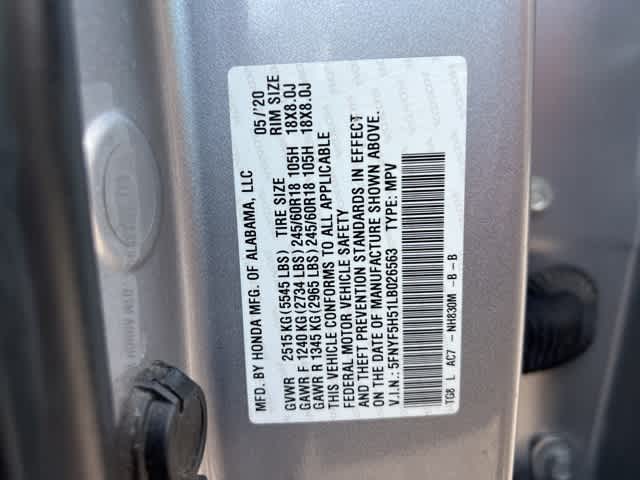 MFD. BY HONDA MFG. OF ALABAMA, LLC 05/'20
TIRE SIZE RIM SIZE
GVWR 2515 KG(5545 LBS)
GAWR F 1240 KG(2734 LBS)245/60R18 105H 18X8.0J
GAWR R 1345 KG(2965 LBS)245/60R18 105H 18X8.0J
THIS VEHICLE CONFORMS TO ALL APPLICABLE
FEDERAL MOTOR VEHICLE SAFETY
AND THEFT PREVENTION STANDARDS IN EFFECT
ON THE DATE OF MANUFACTURE SHOWN ABOVE.
V.I.N.: 5FNYF5H51LB026563 TYPE: MPV
TG8 L AC7 -NH830M -B-B